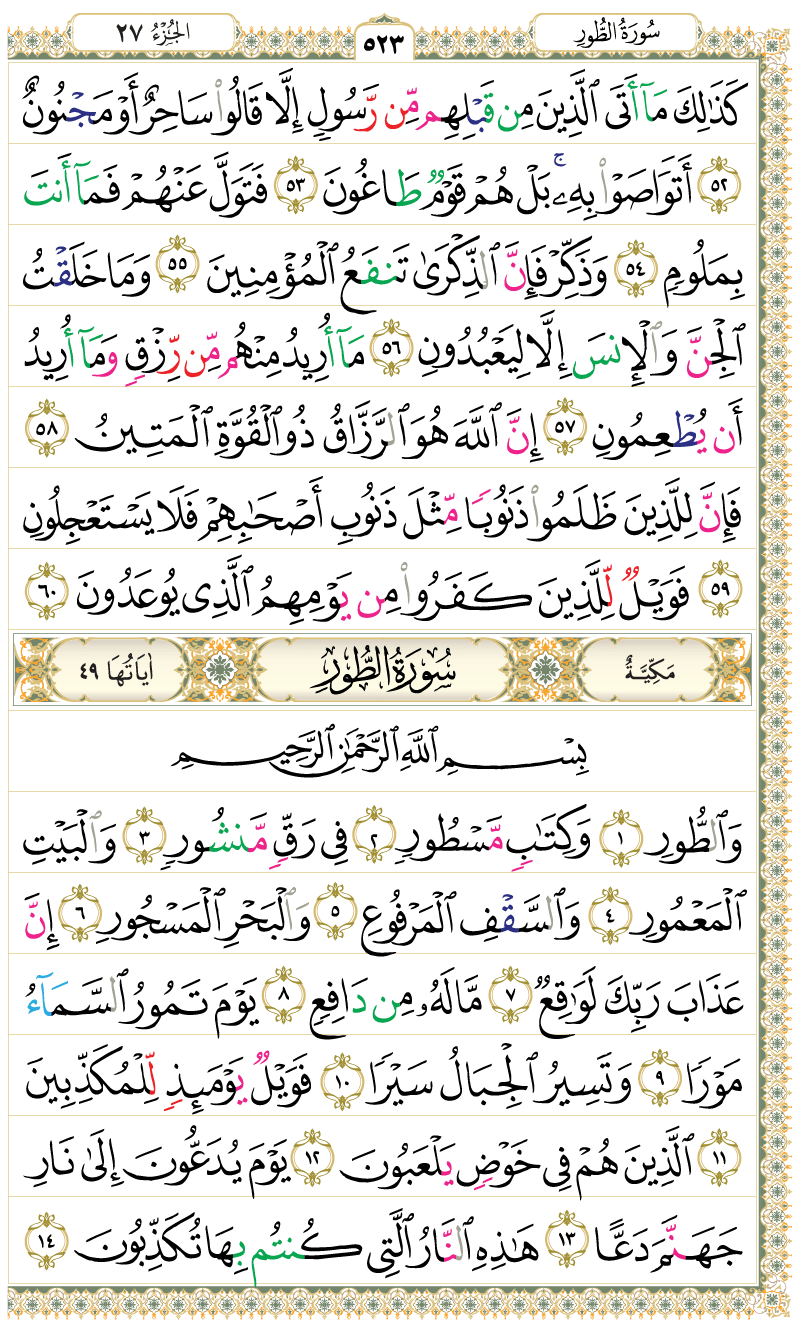 سُورَةُ الطُّورِ
٥٢٣
الجُزْءُ ٢٧
كَذَٰلِكَ مَآ أَتَى ٱلَّذِينَ مِن قَبْلِهِم مِّن رَّسُولٍ إِلَّا قَالُوا۟ سَاحِرٌ أَوْ مَجْنُونٌ
٥٢ أَتَوَاصَوْا۟ بِهِۦ ۚ بَلْ هُمْ قَوْمٌ طَاغُونَ ٥٣ فَتَوَلَّ عَنْهُمْ فَمَآ أَنتَ
بِمَلُومٍ ٥٤ وَذَكِّرْ فَإِنَّ ٱلذِّكْرَىٰ تَنفَعُ ٱلْمُؤْمِنِينَ ٥٥ وَمَا خَلَقْتُ
ٱلْجِنَّ وَٱلْإِنسَ إِلَّا لِيَعْبُدُونِ ٥٦ مَآ أُرِيدُ مِنْهُم مِّن رِّزْقٍ وَمَآ أُرِيدُ
أَن يُطْعِمُونِ ٥٧ إِنَّ ٱللَّهَ هُوَ ٱلرَّزَّاقُ ذُو ٱلْقُوَّةِ ٱلْمَتِينُ ٥٨
فَإِنَّ لِلَّذِينَ ظَلَمُوا۟ ذَنُوبًا مِّثْلَ ذَنُوبِ أَصْحَٰبِهِمْ فَلَا يَسْتَعْجِلُونِ
٥٩ فَوَيْلٌ لِّلَّذِينَ كَفَرُوا۟ مِن يَوْمِهِمُ ٱلَّذِى يُوعَدُونَ ٦٠
مَكِّيَّةٌ سُورَةُ الطُّورِ اٰيَاتُهَا ٤٩
بِسْمِ ٱللَّهِ ٱلرَّحْمَٰنِ ٱلرَّحِيمِ
وَٱلطُّورِ ١ وَكِتَٰبٍ مَّسْطُورٍ ٢ فِى رَقٍّ مَّنشُورٍ ٣ وَٱلْبَيْتِ
ٱلْمَعْمُورِ ٤ وَٱلسَّقْفِ ٱلْمَرْفُوعِ ٥ وَٱلْبَحْرِ ٱلْمَسْجُورِ ٦ إِنَّ
عَذَابَ رَبِّكَ لَوَٰقِعٌ ٧ مَّا لَهُۥ مِن دَافِعٍ ٨ يَوْمَ تَمُورُ ٱلسَّمَآءُ
مَوْرًا ٩ وَتَسِيرُ ٱلْجِبَالُ سَيْرًا ١٠ فَوَيْلٌ يَوْمَئِذٍ لِّلْمُكَذِّبِينَ
١١ ٱلَّذِينَ هُمْ فِى خَوْضٍ يَلْعَبُونَ ١٢ يَوْمَ يُدَعُّونَ إِلَىٰ نَارِ
جَهَنَّمَ دَعًّا ١٣ هَٰذِهِ ٱلنَّارُ ٱلَّتِى كُنتُم بِهَا تُكَذِّبُونَ ١٤